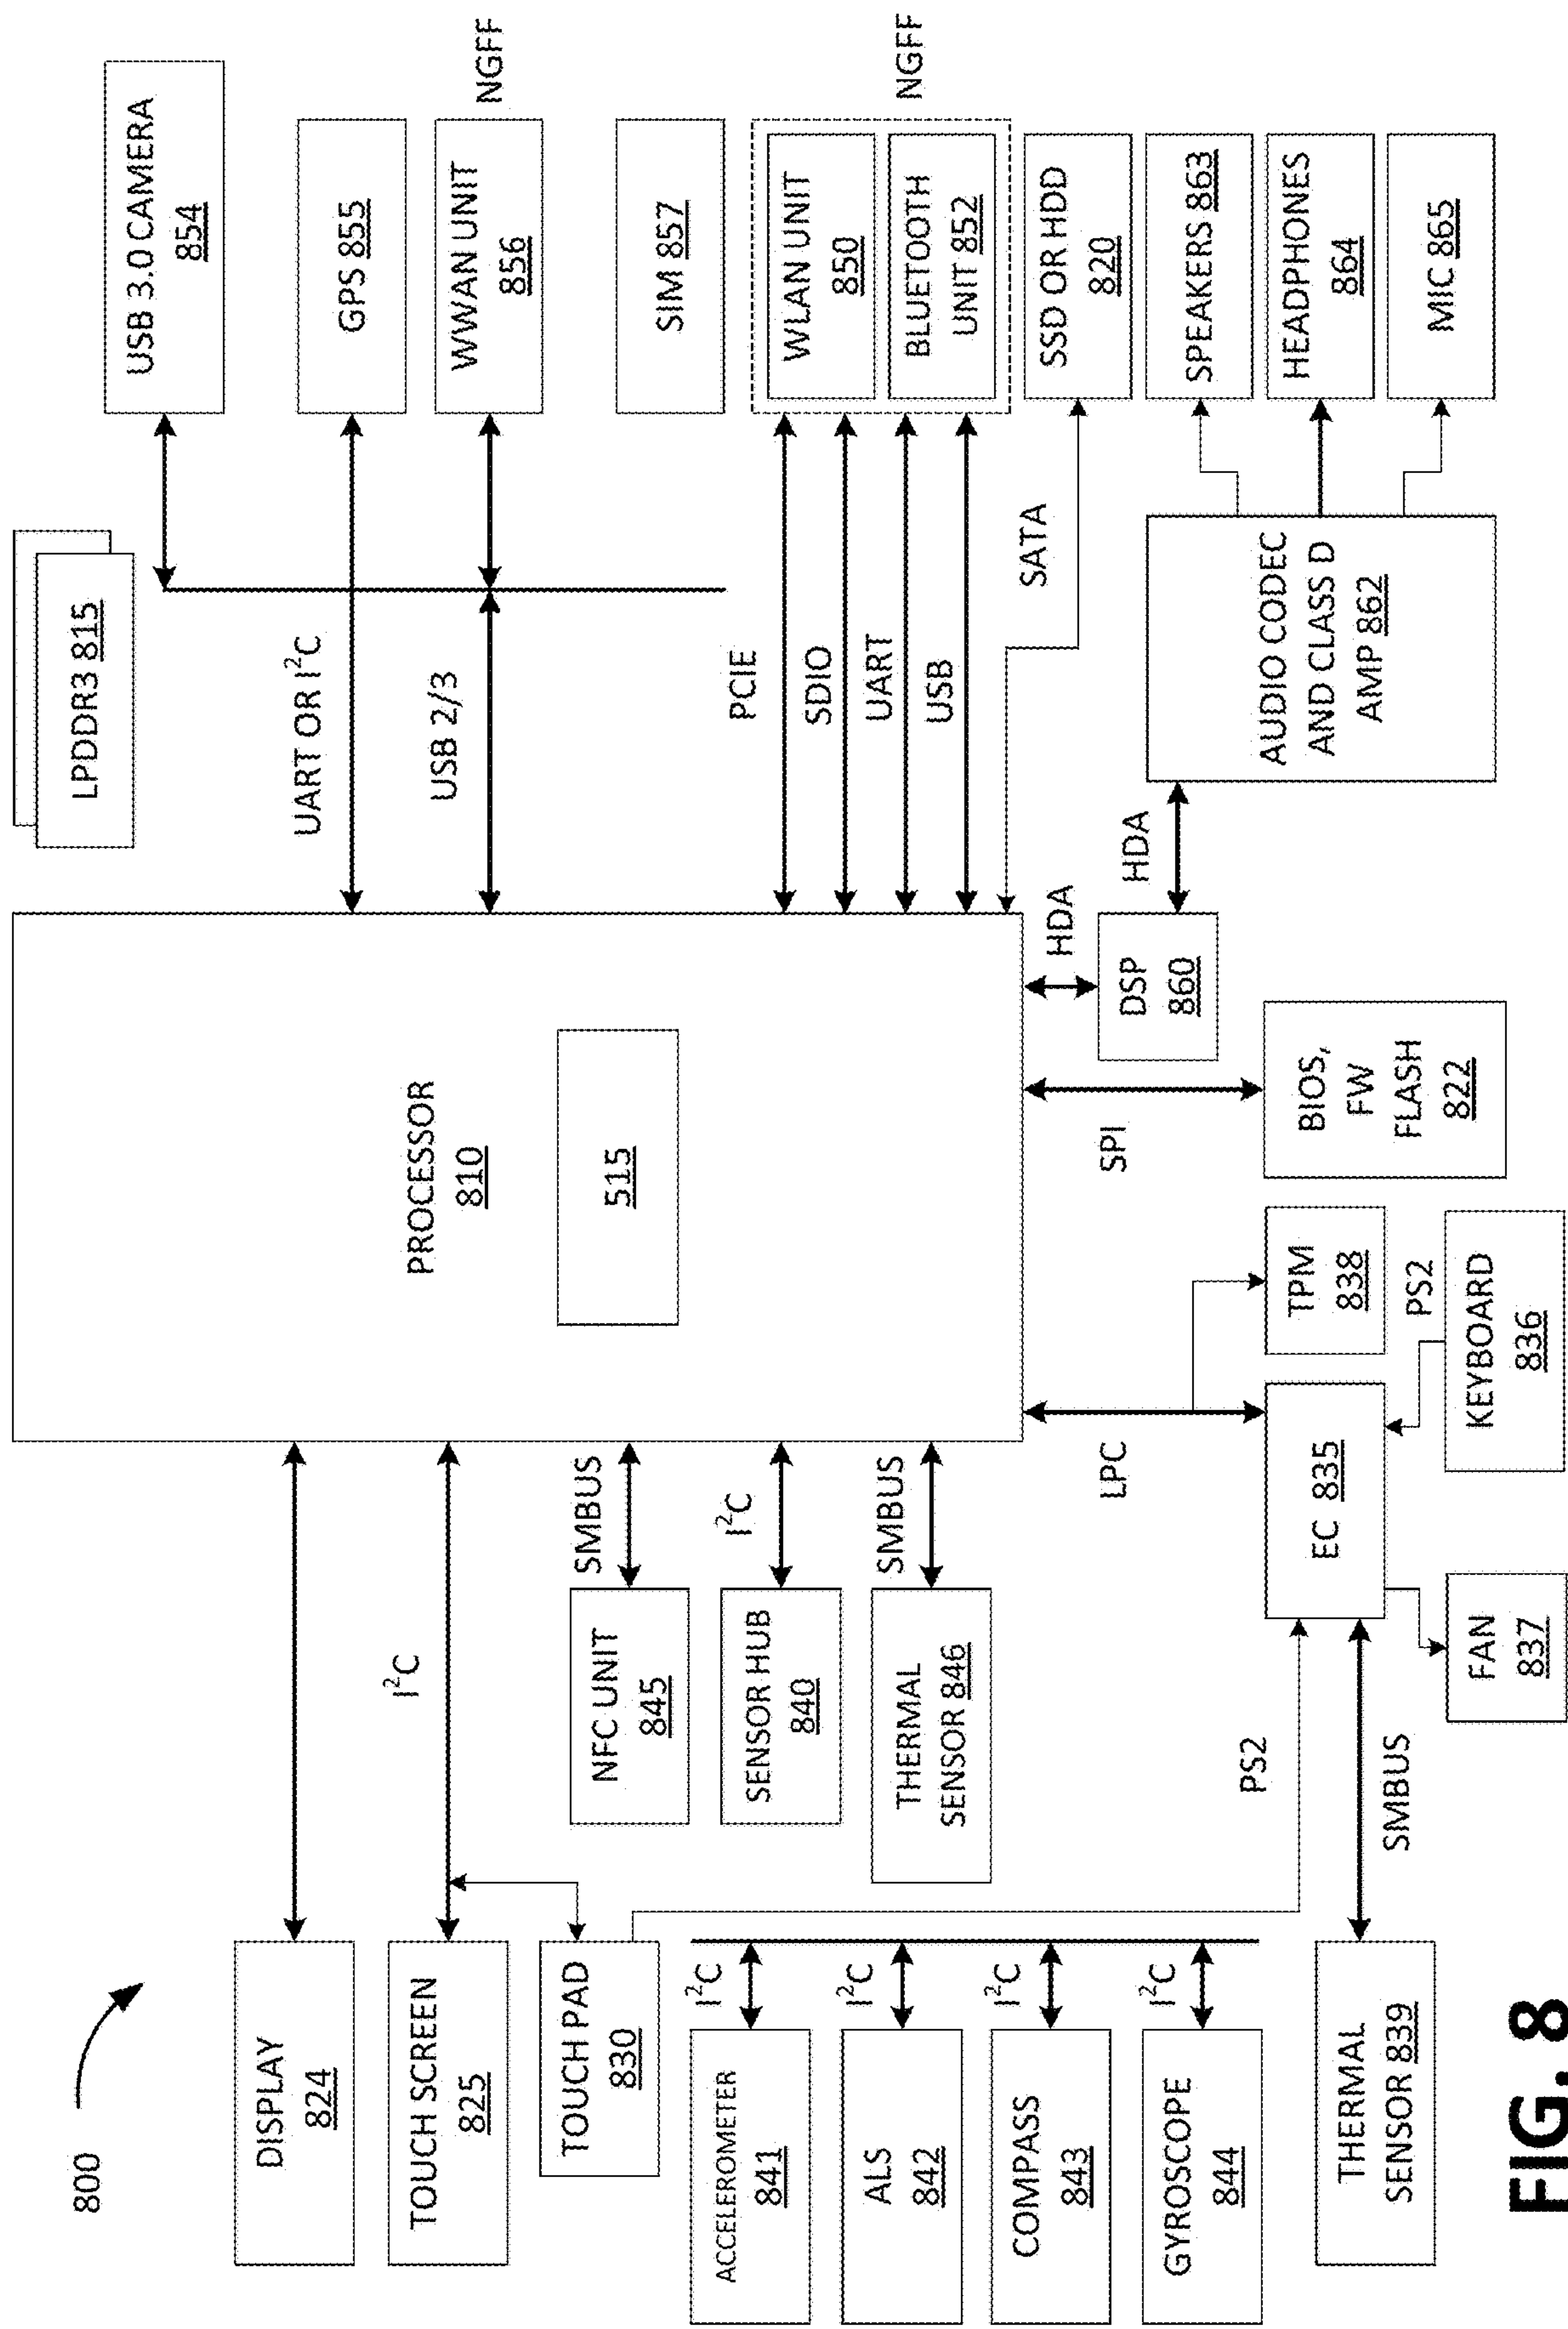 800
LPDDR3 815
DISPLAY
824
TOUCH SCREEN
825
I²C
TOUCH PAD
830
NFC UNIT
845
SMBUS
SENSOR HUB
840
I²C
THERMAL
SENSOR 846
SMBUS
ACCELEROMETER
841
I²C
ALS
842
I²C
COMPASS
843
I²C
GYROSCOPE
844
I²C
THERMAL
SENSOR 839
SMBUS
PS2
PROCESSOR
810
515
LPC
EC 835
FAN
837
KEYBOARD
836
PS2
TPM
838
SPI
BIOS,
FW
FLASH
822
HDA
DSP
860
HDA
AUDIO CODEC
AND CLASS D
AMP 862
UART OR I²C
USB 2/3
PCIE
SDIO
UART
USB
SATA
USB 3.0 CAMERA
854
GPS 855
WWAN UNIT
856
NGFF
SIM 857
WLAN UNIT
850
BLUETOOTH
UNIT 852
NGFF
SSD OR HDD
820
SPEAKERS 863
HEADPHONES
864
MIC 865
FIG. 8